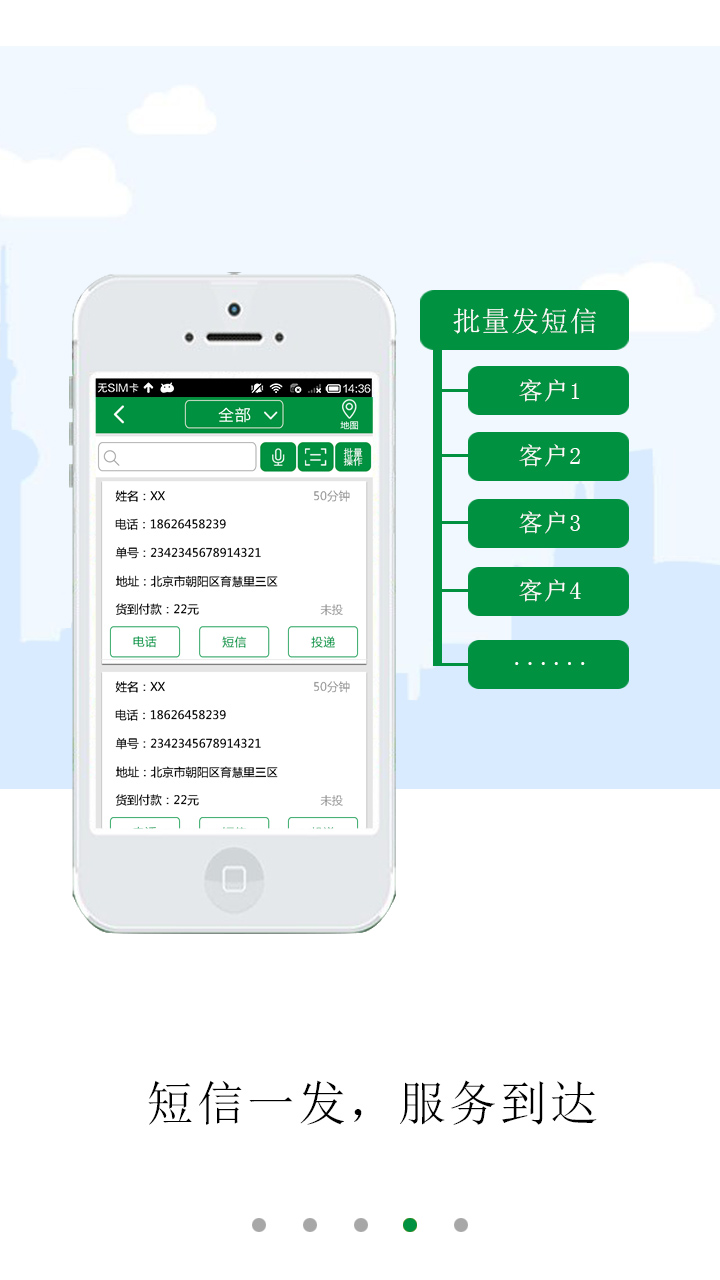 无SIM卡 14:36
全部
地图
批量
操作
姓名：XX 50分钟
电话：18626458239
单号：2342345678914321
地址：北京市朝阳区育慧里三区
货到付款：22元 未投
电话 短信 投递
姓名：XX 50分钟
电话：18626458239
单号：2342345678914321
地址：北京市朝阳区育慧里三区
货到付款：22元 未投
批量发短信
客户1
客户2
客户3
客户4
······
短信一发，服务到达